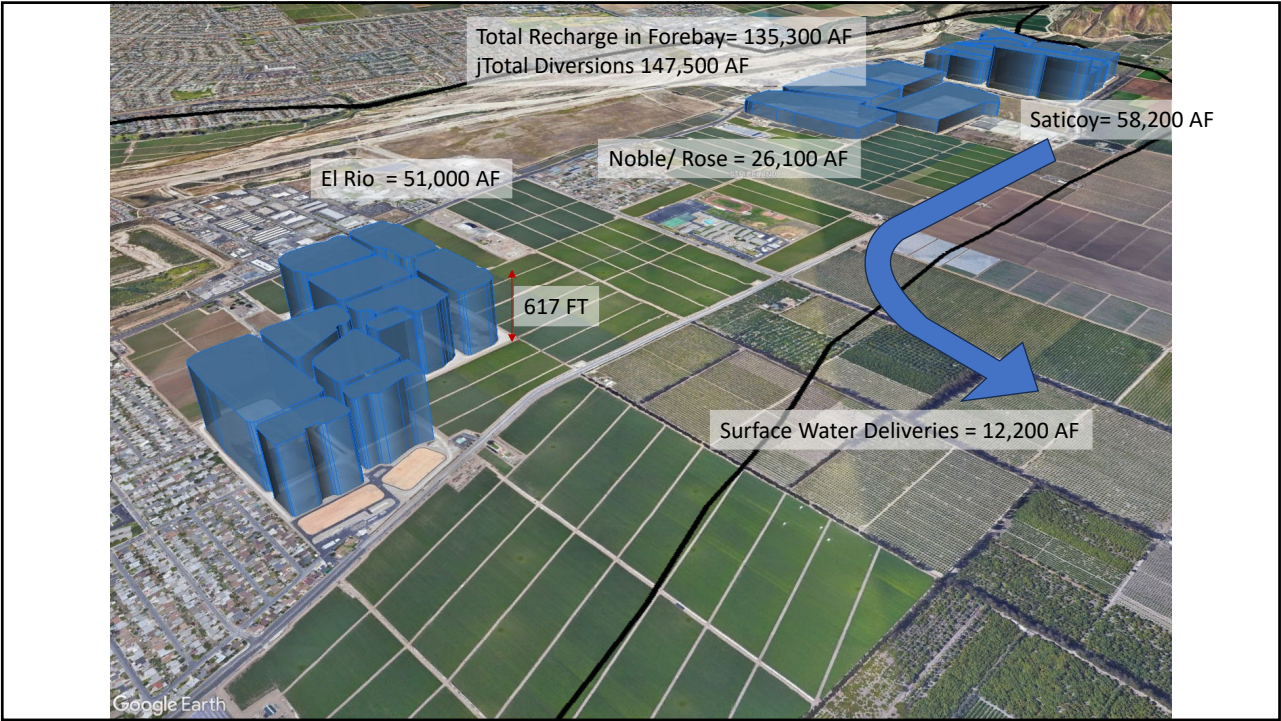 Total Recharge in Forebay= 135,300 AF
jTotal Diversions 147,500 AF
Saticoy= 58,200 AF
Noble/ Rose = 26,100 AF
El Rio = 51,000 AF
617 FT
Surface Water Deliveries = 12,200 AF
Google Earth